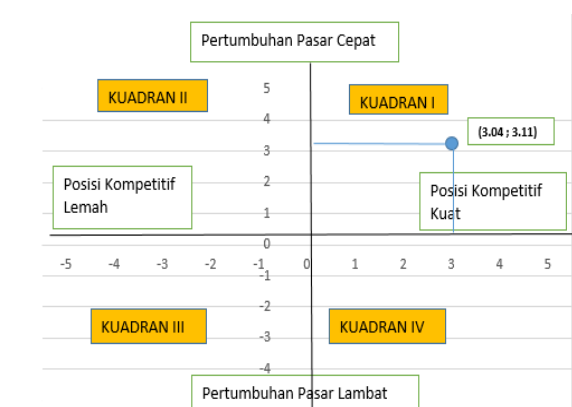 Pertumbuhan Pasar Cepat
KUADRAN II
5
KUADRAN I
4
(3.04 ; 3.11)
3
Posisi Kompetitif
Lemah
2
Posisi Kompetitif
Kuat
1
0
-5 -4 -3 -2 -1 0 1 2 3 4 5
-1
-2
KUADRAN III
KUADRAN IV
-3
-4
Pertumbuhan Pasar Lambat